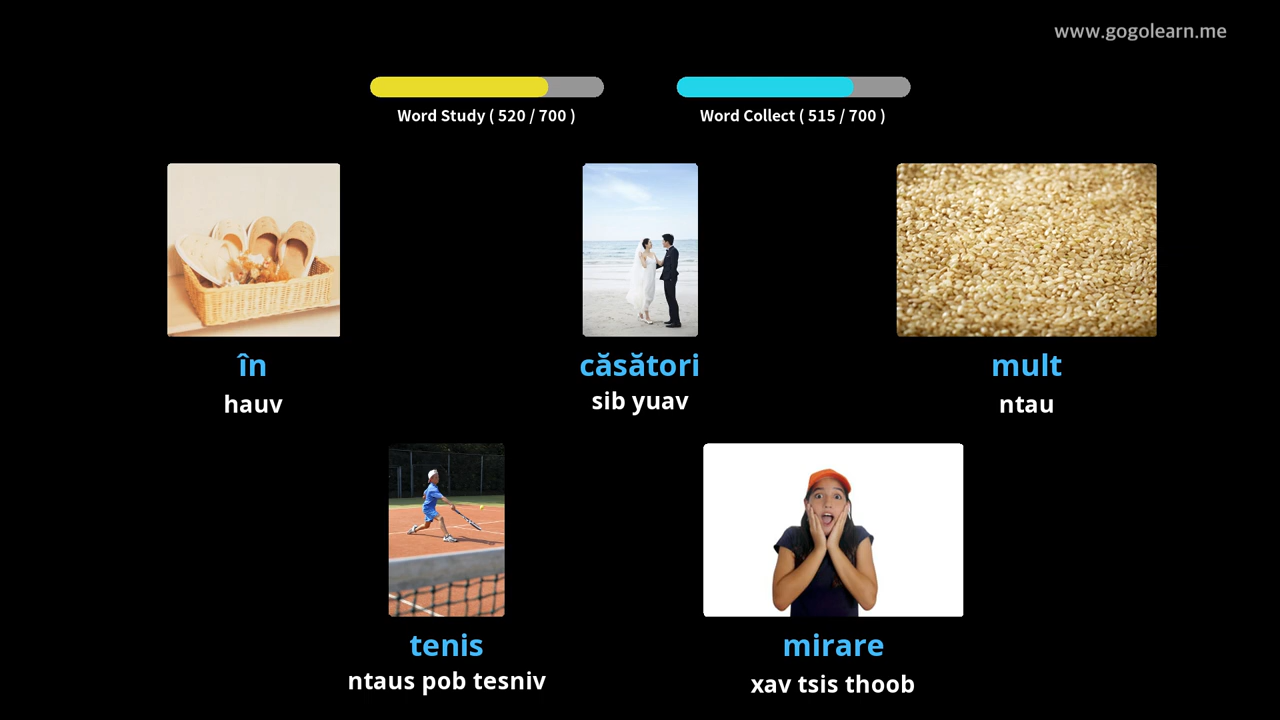 www.gogolearn.me
Word Study ( 520 / 700 )
Word Collect ( 515 / 700 )
în
hauv
căsători
sib yuav
mult
ntau
tenis
ntaus pob tesniv
mirare
xav tsis thoob